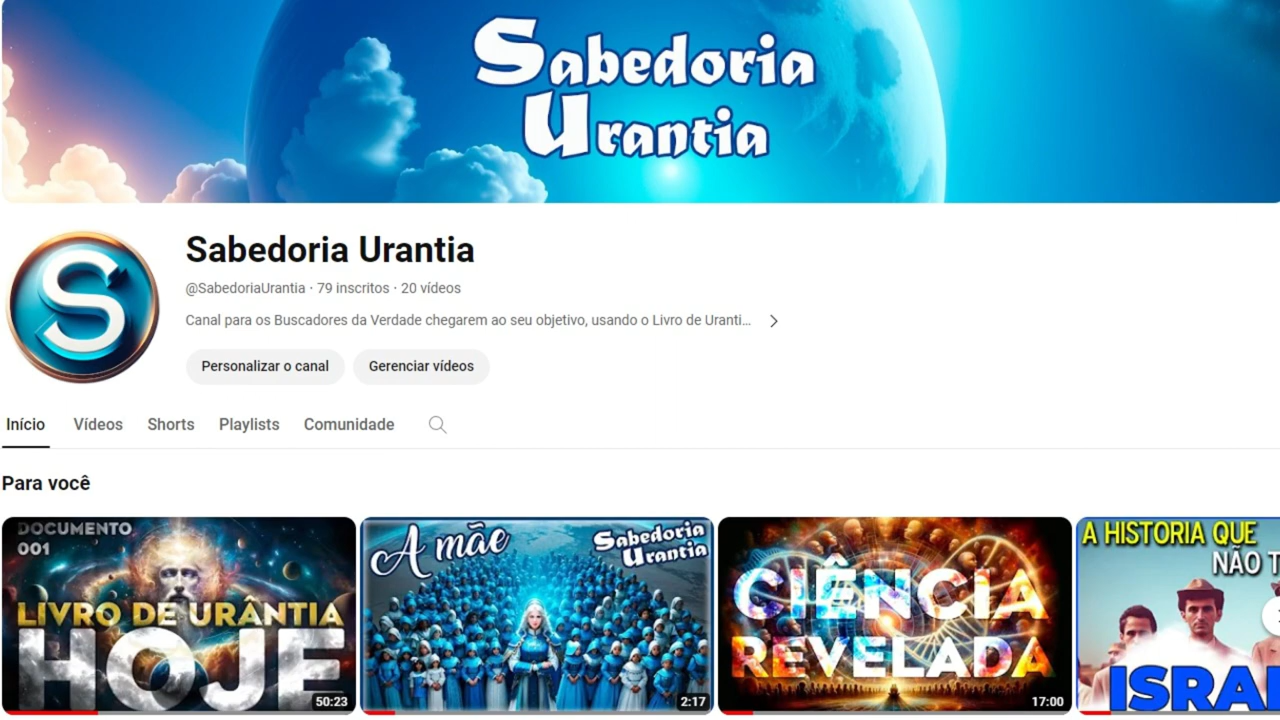 Sabedoria
Urantia
S
Sabedoria Urantia
@SabedoriaUrantia · 79 inscritos · 20 vídeos
Canal para os Buscadores da Verdade chegarem ao seu objetivo, usando o Livro de Uranti...
Personalizar o canal
Gerenciar vídeos
Início
Vídeos
Shorts
Playlists
Comunidade
Para você
DOCUMENTO
001
LIVRO DE URÂNTIA
HOJE
50:23
A mãe
Sabedoria
Urantia
2:17
CIÊNCIA
REVELADA
17:00
A HISTORIA QUE
NÃO T
ISRA